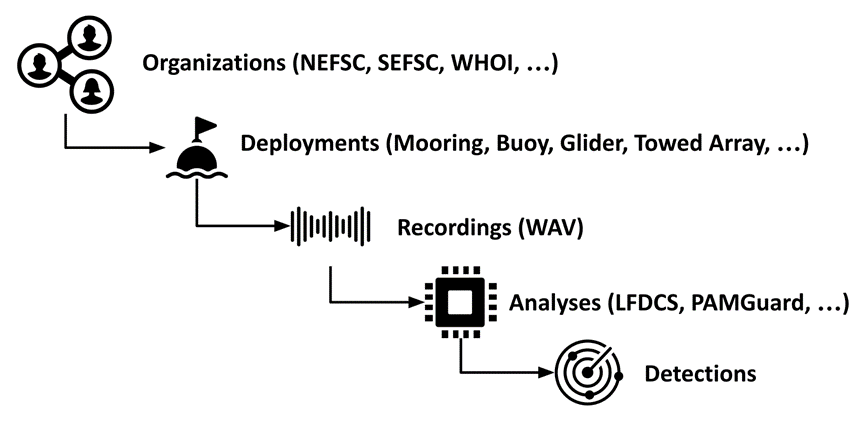 Organizations (NEFSC, SEFSC, WHOI, ...)
Deployments (Mooring, Buoy, Glider, Towed Array, ...)
Recordings (WAV)
Analyses (LFDCS, PAMGuard, ...)
Detections